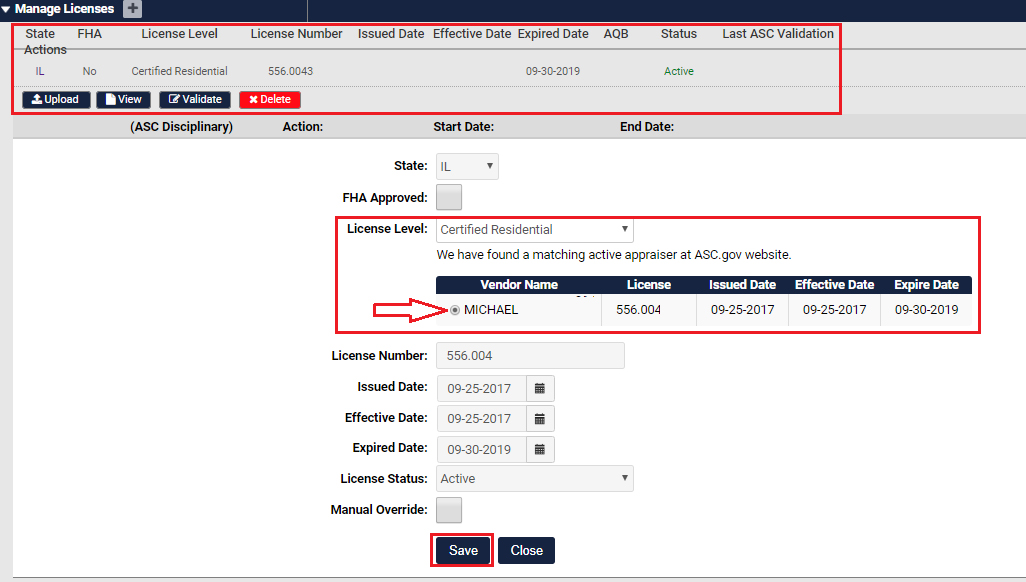 Manage Licenses
State FHA License Level License Number Issued Date Effective Date Expired Date AQB Status Last ASC Validation
Actions
IL No Certified Residential 556.0043 09-30-2019 Active
Upload View Validate Delete
(ASC Disciplinary) Action: Start Date: End Date:
State: IL
FHA Approved:
License Level: Certified Residential
We have found a matching active appraiser at ASC.gov website.
Vendor Name License Issued Date Effective Date Expire Date
MICHAEL 556.004 09-25-2017 09-25-2017 09-30-2019
License Number: 556.004
Issued Date: 09-25-2017
Effective Date: 09-25-2017
Expired Date: 09-30-2019
License Status: Active
Manual Override:
Save Close